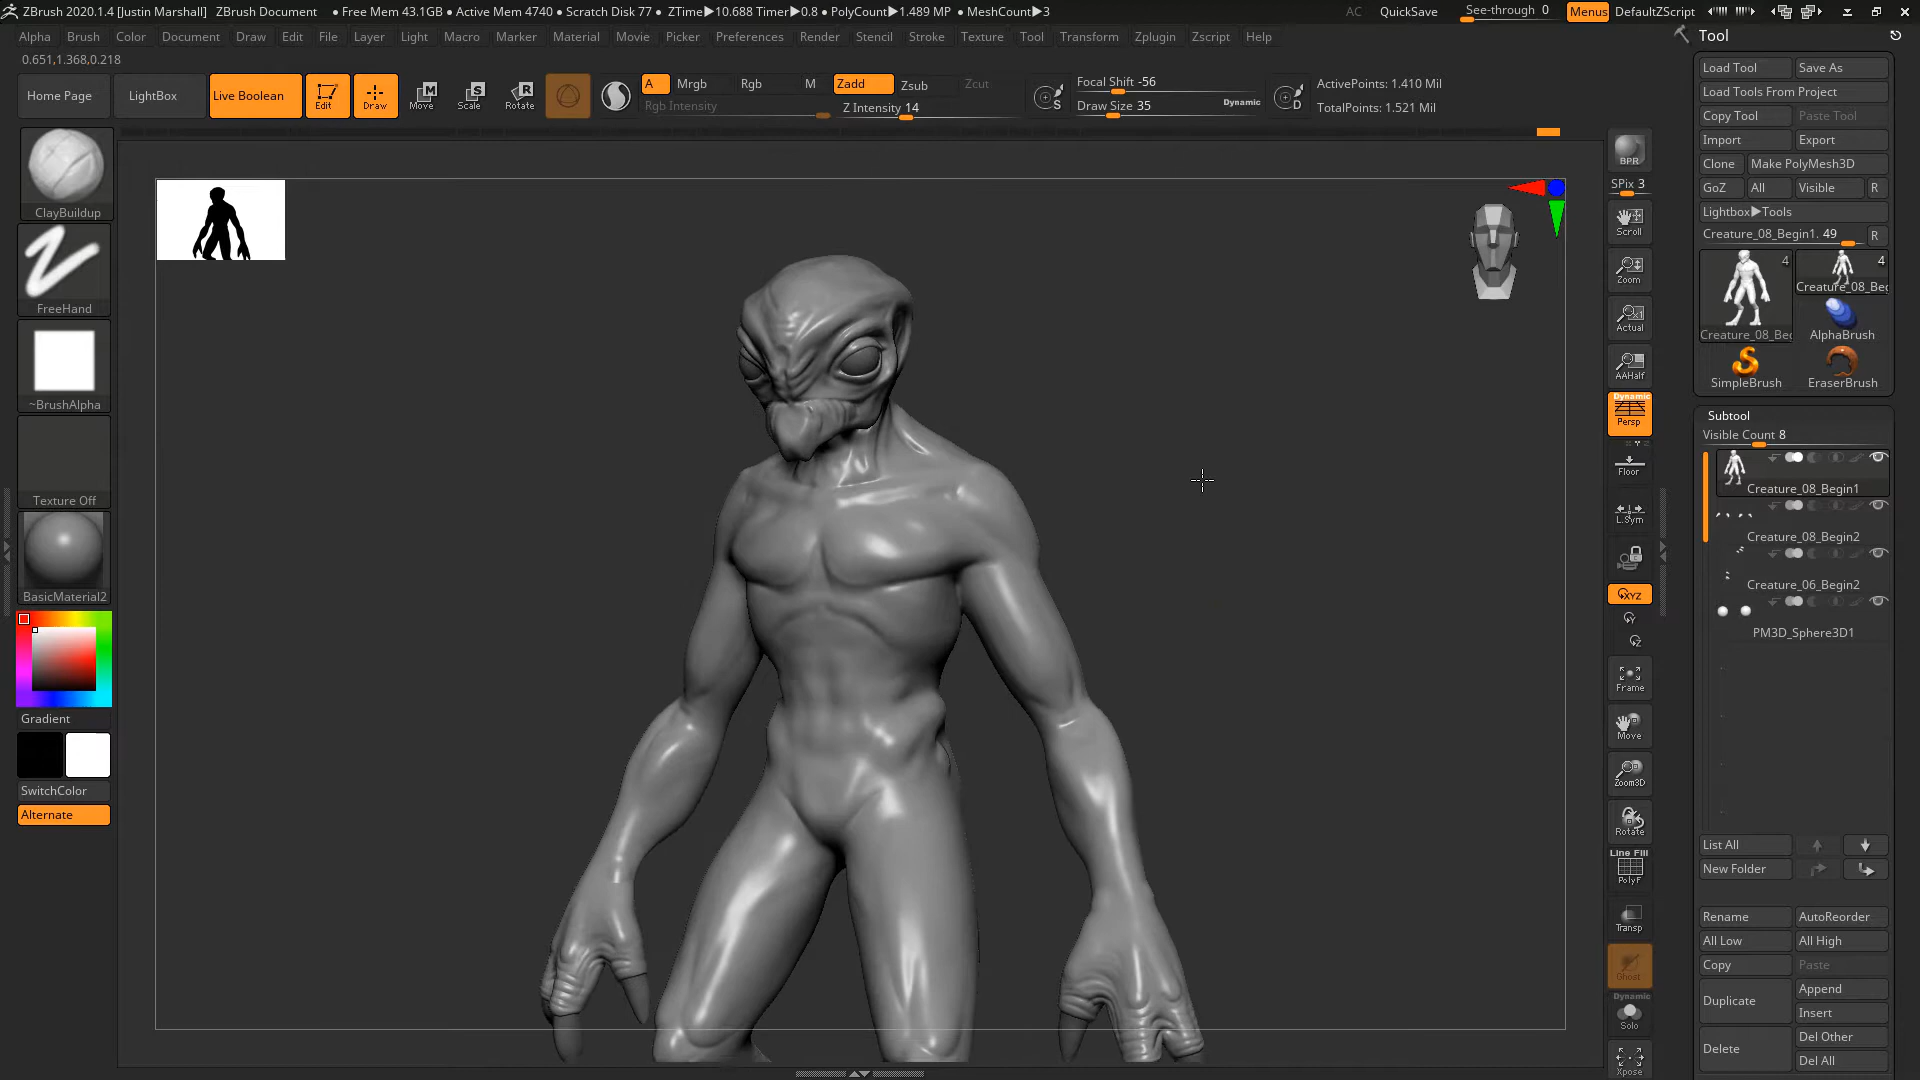 ZBrush 2020.1.4 [Justin Marshall] ZBrush Document • Free Mem 43.1GB • Active Mem 4740 • Scratch Disk 77 • ZTime▶10.688 Timer▶0.8 • PolyCount▶1.489 MP • MeshCount▶3 AC QuickSave See-through 0 Menus DefaultZScript
Alpha Brush Color Document Draw Edit File Layer Light Macro Marker Material Movie Picker Preferences Render Stencil Stroke Texture Tool Transform Zplugin Zscript Help
0.651,1.368,0.218
Home Page LightBox Live Boolean Edit Draw Move Scale Rotate
M S R
A Mrgb Rgb M Zadd Zsub Zcut
Rgb Intensity Z Intensity 14
S Focal Shift -56
Draw Size 35 Dynamic D
ActivePoints: 1.410 Mil
TotalPoints: 1.521 Mil
ClayBuildup
FreeHand
~BrushAlpha
Texture Off
BasicMaterial2
Gradient
SwitchColor
Alternate
BPR
SPix 3
Scroll
Zoom
Actual
AAHalf
Dynamic
Persp
Floor
L.Sym
XYZ
Y
Z
Frame
Move
Zoom3D
Rotate
Line Fill
PolyF
Transp
Ghost
Dynamic
Solo
Xpose
Tool
Load Tool Save As
Load Tools From Project
Copy Tool Paste Tool
Import Export
Clone Make PolyMesh3D
GoZ All Visible R
Lightbox▶Tools
Creature_08_Begin1. 49 R
4 4
Creature_08_Beg
Creature_08_Beg
AlphaBrush
SimpleBrush EraserBrush
Subtool
Visible Count 8
Creature_08_Begin1
Creature_08_Begin2
Creature_06_Begin2
PM3D_Sphere3D1
List All
New Folder
Rename AutoReorder
All Low All High
Copy Paste
Duplicate Append
Insert
Delete Del Other
Del All